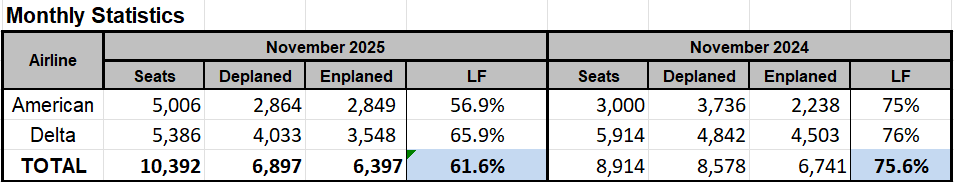 Monthly Statistics
Airline November 2025 November 2024
Seats Deplaned Enplaned LF Seats Deplaned Enplaned LF
American 5,006 2,864 2,849 56.9% 3,000 3,736 2,238 75%
Delta 5,386 4,033 3,548 65.9% 5,914 4,842 4,503 76%
TOTAL 10,392 6,897 6,397 61.6% 8,914 8,578 6,741 75.6%